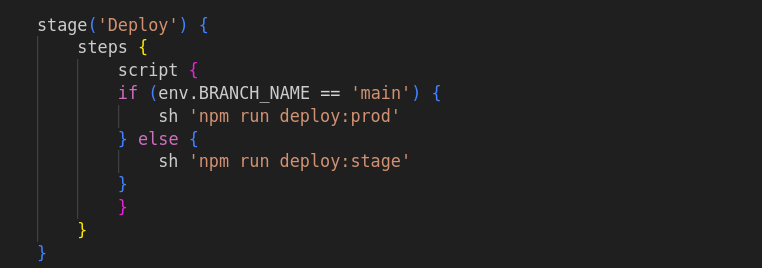 stage('Deploy') {
    steps {
        script {
        if (env.BRANCH_NAME == 'main') {
            sh 'npm run deploy:prod'
        } else {
            sh 'npm run deploy:stage'
        }
        }
    }
}